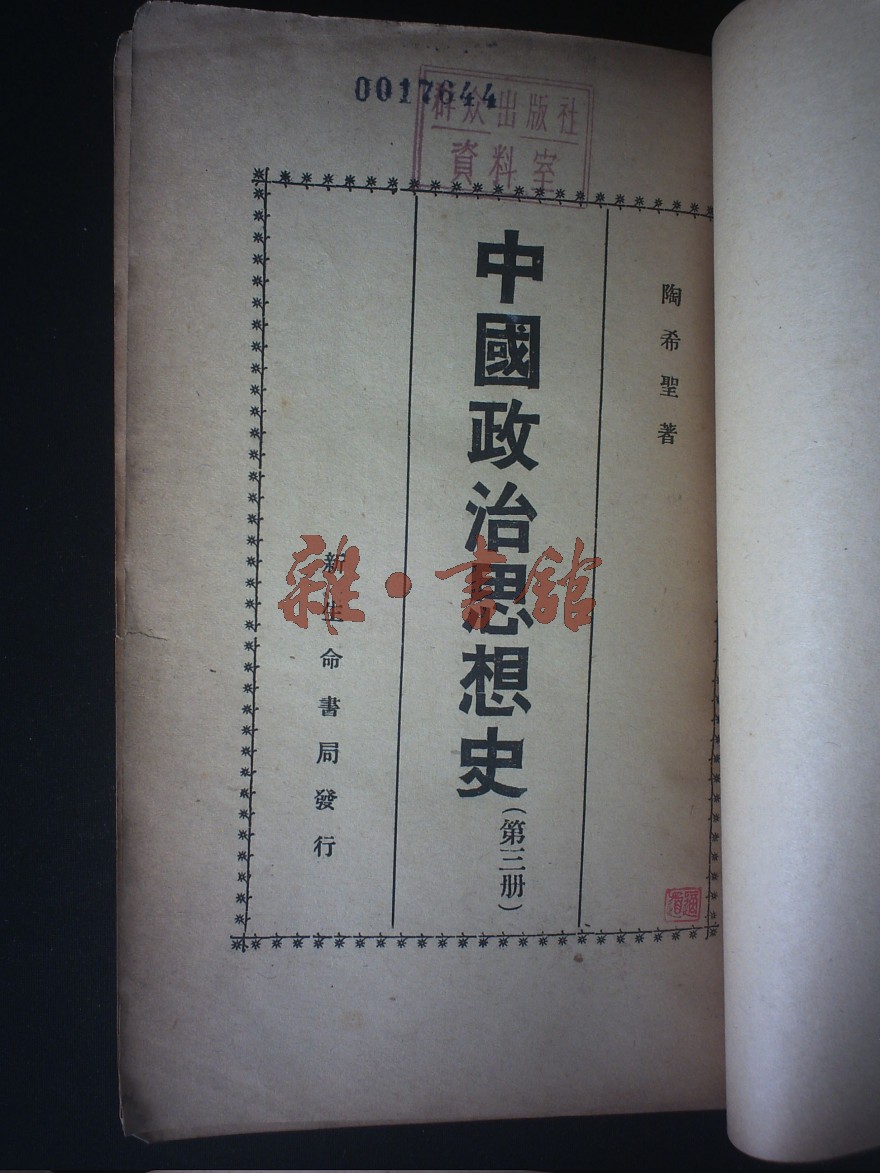 0017644
群众出版社
資料室
陶希聖著
中國政治思想史
(第三册)
新生命書局發行
雜·書舘